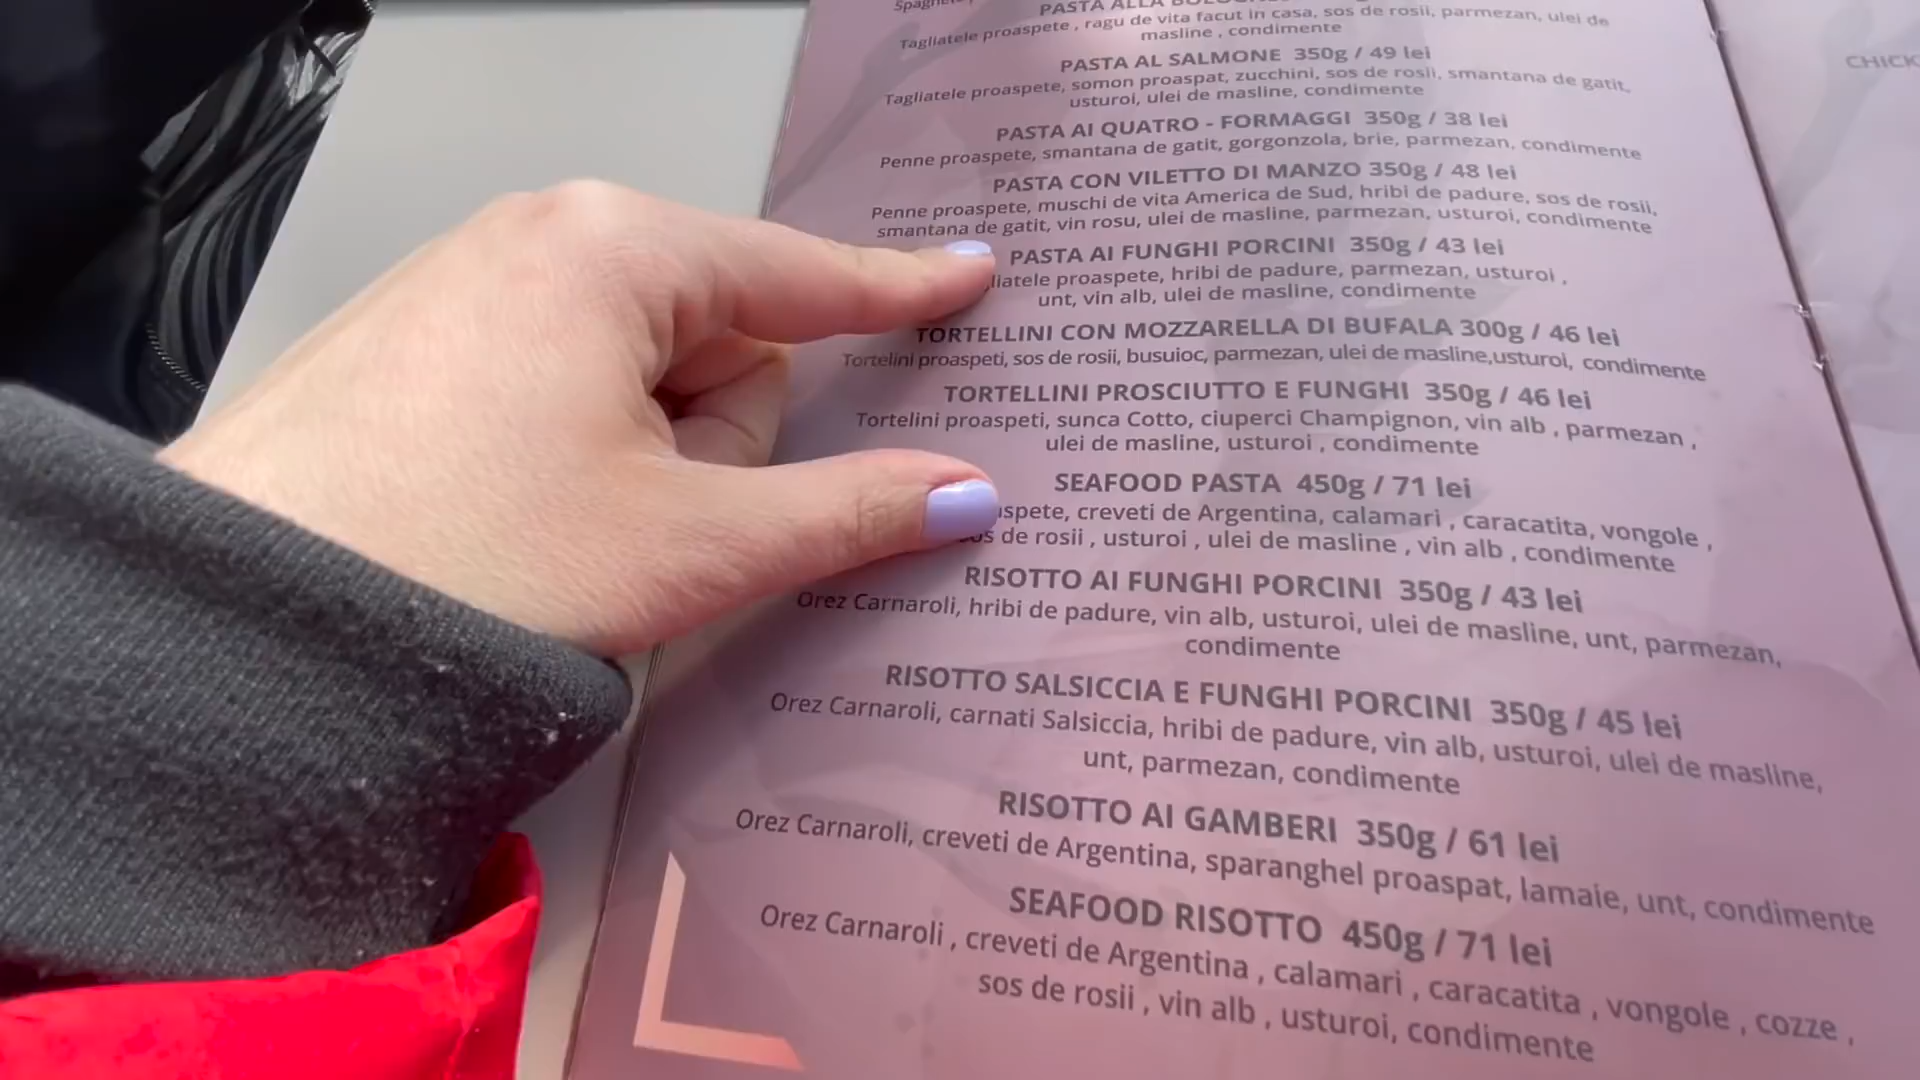 PASTA ALLA
Tagliatele proaspete , ragu de vita facut in casa, sos de rosii, parmezan, ulei de
masline , condimente
PASTA AL SALMONE 350g / 49 lei
Tagliatele proaspete, somon proaspat, zucchini, sos de rosii, smantana de gatit,
usturoi, ulei de masline, condimente
PASTA AI QUATRO - FORMAGGI 350g / 38 lei
Penne proaspete, smantana de gatit, gorgonzola, brie, parmezan, condimente
PASTA CON VILETTO DI MANZO 350g / 48 lei
Penne proaspete, muschi de vita America de Sud, hribi de padure, sos de rosii,
smantana de gatit, vin rosu, ulei de masline, parmezan, usturoi, condimente
PASTA AI FUNGHI PORCINI 350g / 43 lei
liatele proaspete, hribi de padure, parmezan, usturoi ,
unt, vin alb, ulei de masline, condimente
TORTELLINI CON MOZZARELLA DI BUFALA 300g / 46 lei
Tortelini proaspeti, sos de rosii, busuioc, parmezan, ulei de masline,usturoi, condimente
TORTELLINI PROSCIUTTO E FUNGHI 350g / 46 lei
Tortelini proaspeti, sunca Cotto, ciuperci Champignon, vin alb , parmezan ,
ulei de masline, usturoi , condimente
SEAFOOD PASTA 450g / 71 lei
spete, creveti de Argentina, calamari , caracatita, vongole ,
sos de rosii , usturoi , ulei de masline , vin alb , condimente
RISOTTO AI FUNGHI PORCINI 350g / 43 lei
Orez Carnaroli, hribi de padure, vin alb, usturoi, ulei de masline, unt, parmezan,
condimente
RISOTTO SALSICCIA E FUNGHI PORCINI 350g / 45 lei
Orez Carnaroli, carnati Salsiccia, hribi de padure, vin alb, usturoi, ulei de masline,
unt, parmezan, condimente
RISOTTO AI GAMBERI 350g / 61 lei
Orez Carnaroli, creveti de Argentina, sparanghel proaspat, lamaie, unt, condimente
SEAFOOD RISOTTO 450g / 71 lei
Orez Carnaroli , creveti de Argentina , calamari , caracatita , vongole , cozze ,
sos de rosii , vin alb , usturoi, condimente
CHICK